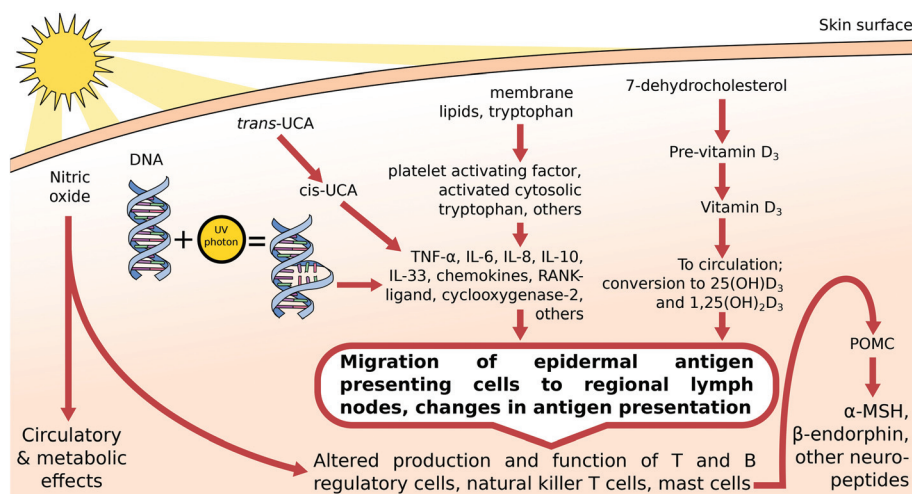 Skin surface
trans-UCA
DNA
Nitric
oxide
cis-UCA
UV
photon
membrane
lipids, tryptophan
platelet activating factor,
activated cytosolic
tryptophan, others
TNF-α, IL-6, IL-8, IL-10,
IL-33, chemokines, RANK-
ligand, cyclooxygenase-2,
others
7-dehydrocholesterol
Pre-vitamin D₃
Vitamin D₃
To circulation;
conversion to 25(OH)D₃
and 1,25(OH)₂D₃
Migration of epidermal antigen
presenting cells to regional lymph
nodes, changes in antigen presentation
Circulatory
& metabolic
effects
Altered production and function of T and B
regulatory cells, natural killer T cells, mast cells
POMC
α-MSH,
β-endorphin,
other neuro-
peptides